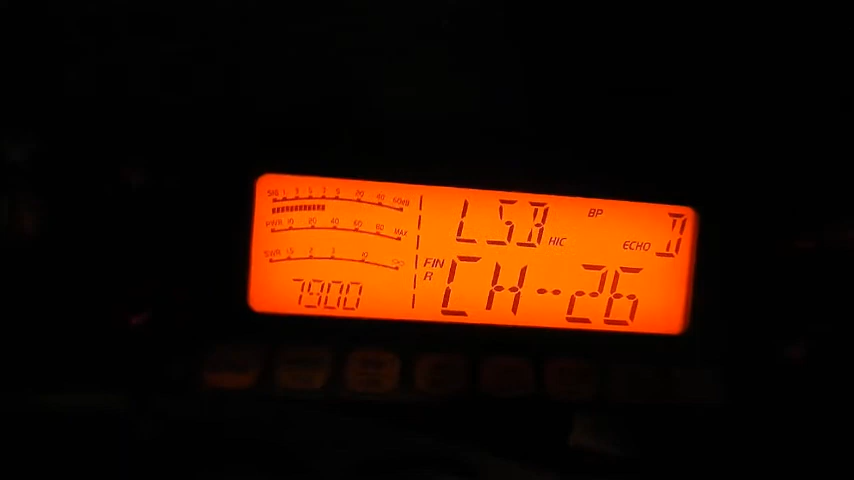 SIG 1 3 5 7 9 20 40 60dB
PWR 10 20 40 60 80 MAX
SWR 1.5 2 3 10 ∞
7900
LSB HIC BP ECHO D
FIN R CH--26